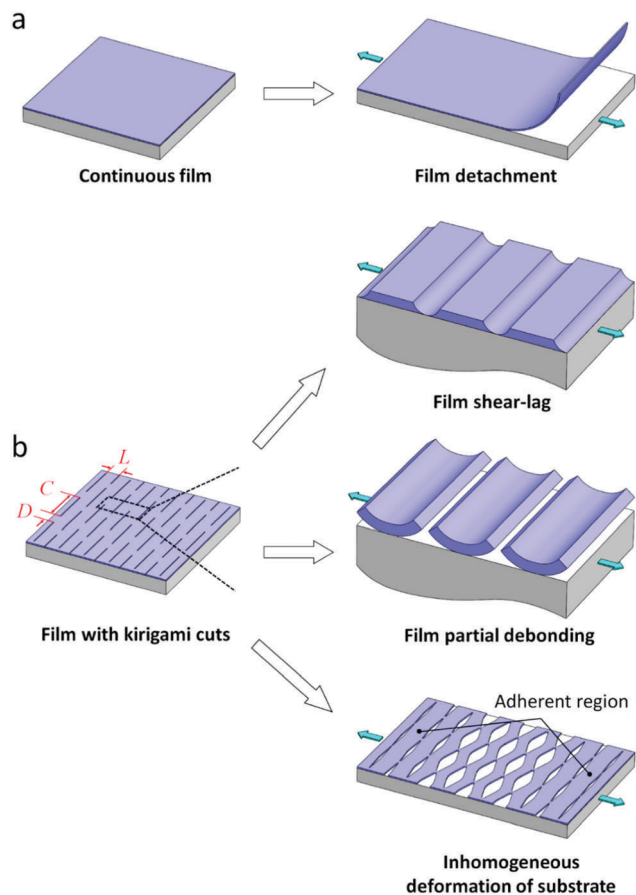 a
Continuous film
Film detachment
Film shear-lag
b
L
C
D
Film with kirigami cuts
Film partial debonding
Adherent region
Inhomogeneous
deformation of substrate